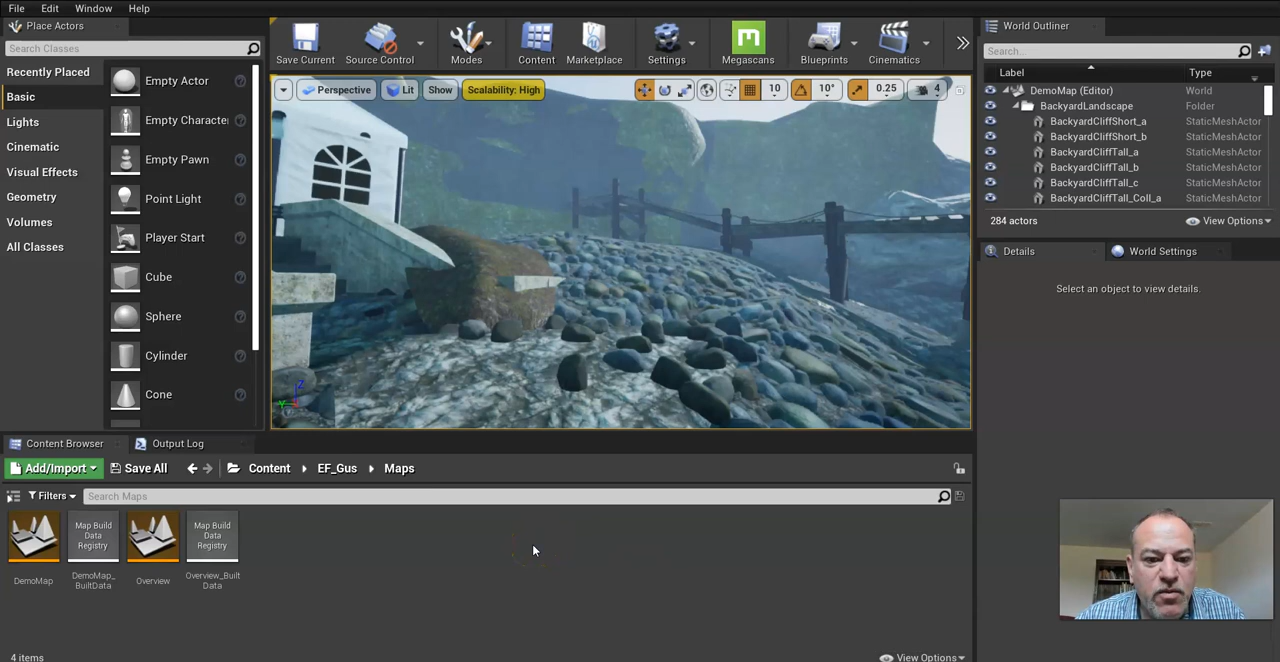 File Edit Window Help
Place Actors
Search Classes
Recently Placed
Basic
Lights
Cinematic
Visual Effects
Geometry
Volumes
All Classes
Empty Actor
Empty Characte
Empty Pawn
Point Light
Player Start
Cube
Sphere
Cylinder
Cone
Save Current
Source Control
Modes
Content
Marketplace
Settings
Megascans
Blueprints
Cinematics
Perspective
Lit
Show
Scalability: High
10
10°
0.25
4
World Outliner
Search...
Label Type
DemoMap (Editor) World
BackyardLandscape Folder
BackyardCliffShort_a StaticMeshActor
BackyardCliffShort_b StaticMeshActor
BackyardCliffTall_a StaticMeshActor
BackyardCliffTall_b StaticMeshActor
BackyardCliffTall_c StaticMeshActor
BackyardCliffTall_Coll_a StaticMeshActor
284 actors View Options
Details World Settings
Select an object to view details.
Content Browser Output Log
Add/Import Save All Content EF_Gus Maps
Filters Search Maps
Map Build
Data
Registry
Map Build
Data
Registry
DemoMap
DemoMap_
BuiltData
Overview
Overview_Built
Data
4 items View Options
Z
Y